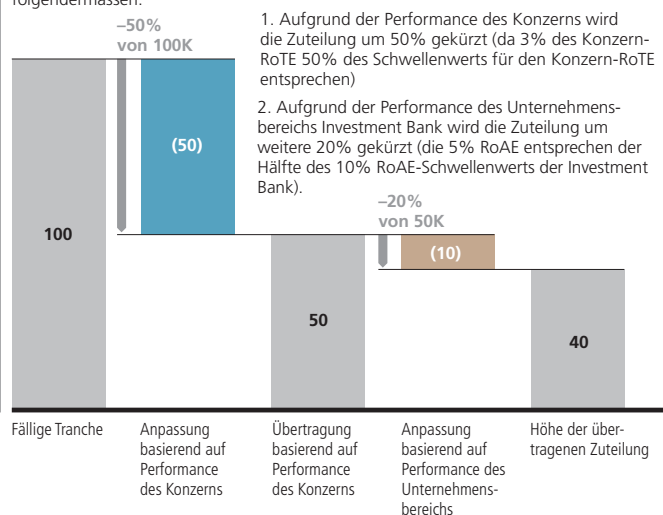 folgendermassen:
–50%
von 100K
1. Aufgrund der Performance des Konzerns wird
die Zuteilung um 50% gekürzt (da 3% des Konzern-
RoTE 50% des Schwellenwerts für den Konzern-RoTE
entsprechen)
2. Aufgrund der Performance des Unternehmens-
bereichs Investment Bank wird die Zuteilung um
weitere 20% gekürzt (die 5% RoAE entsprechen der
Hälfte des 10% RoAE-Schwellenwerts der Investment
Bank).
–20%
von 50K
100
(50)
50
(10)
40
Fällige Tranche
Anpassung
basierend auf
Performance
des Konzerns
Übertragung
basierend auf
Performance
des Konzerns
Anpassung
basierend auf
Performance des
Unternehmens-
bereichs
Höhe der über-
tragenen Zuteilung